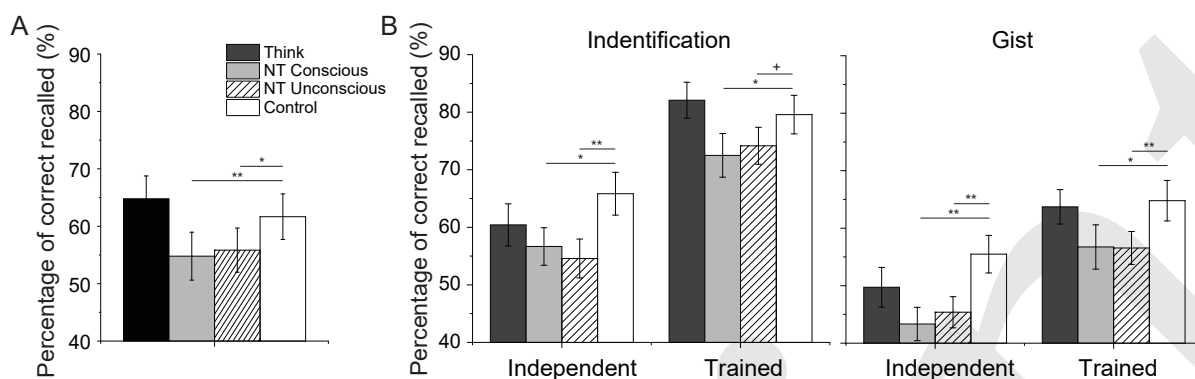 A
Percentage of correct recalled (%)
90
80
70
60
50
40
Think
NT Conscious
NT Unconscious
Control
*
**
B
Indentification
Percentage of correct recalled (%)
90
80
70
60
50
40
**
*
+
*
Independent
Trained
Gist
**
**
**
*
Independent
Trained